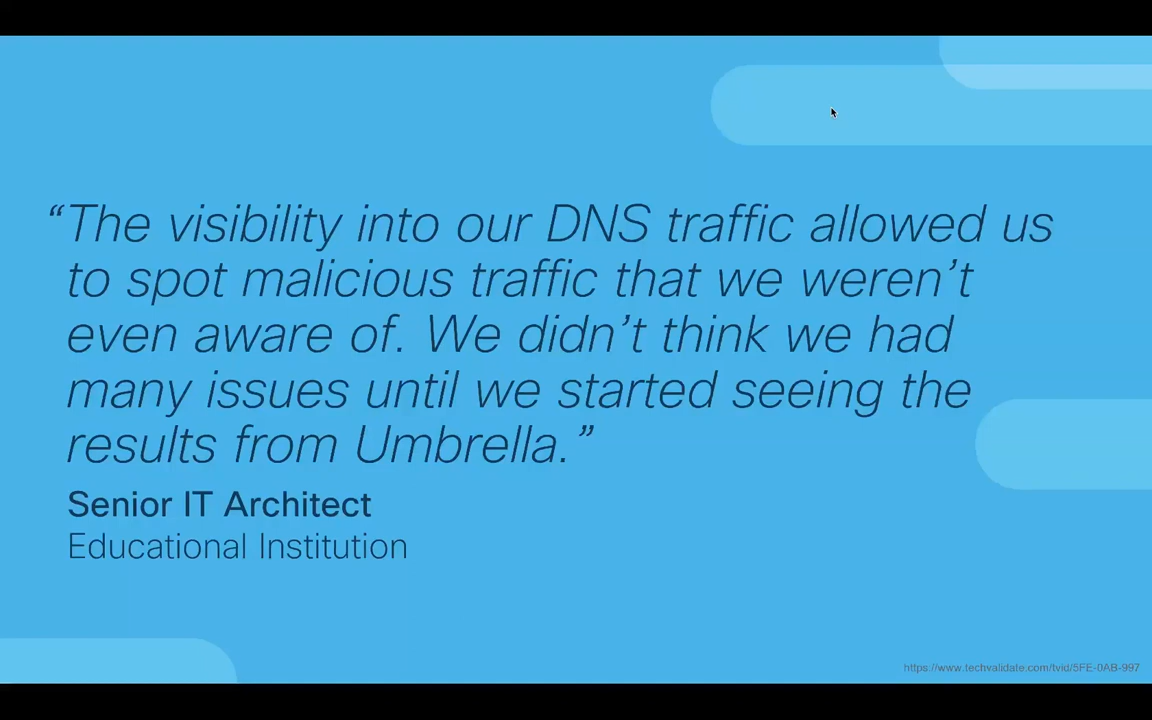 “The visibility into our DNS traffic allowed us
to spot malicious traffic that we weren’t
even aware of. We didn’t think we had
many issues until we started seeing the
results from Umbrella.”
Senior IT Architect
Educational Institution
https://www.techvalidate.com/tvid/5FE-0AB-997